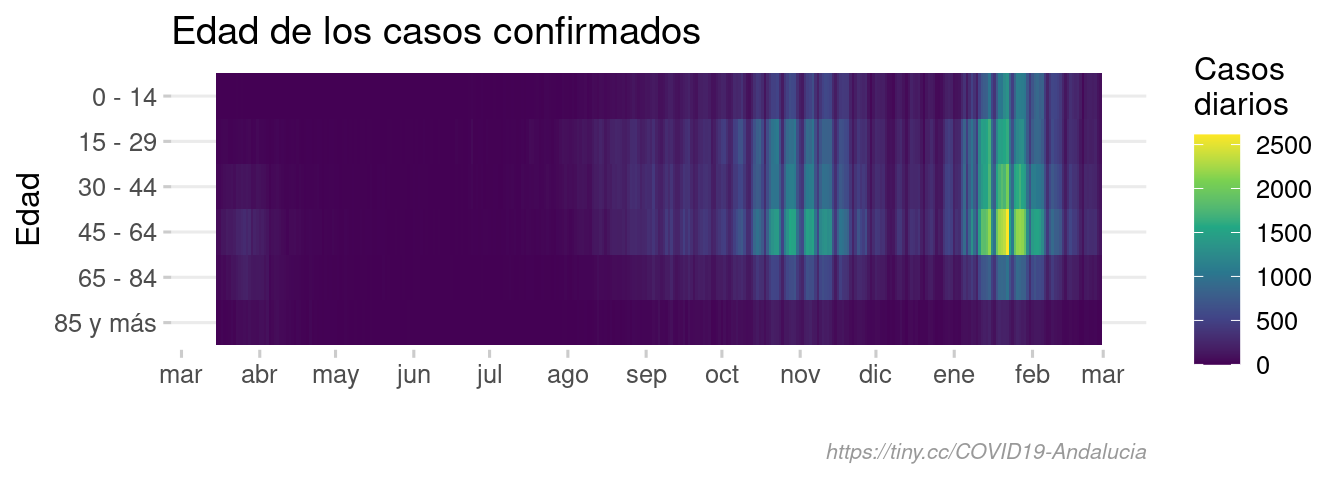 Edad de los casos confirmados
Casos
diarios
Edad
0 - 14
15 - 29
30 - 44
45 - 64
65 - 84
85 y más
2500
2000
1500
1000
500
0
mar abr may jun jul ago sep oct nov dic ene feb mar
https://tiny.cc/COVID19-Andalucia